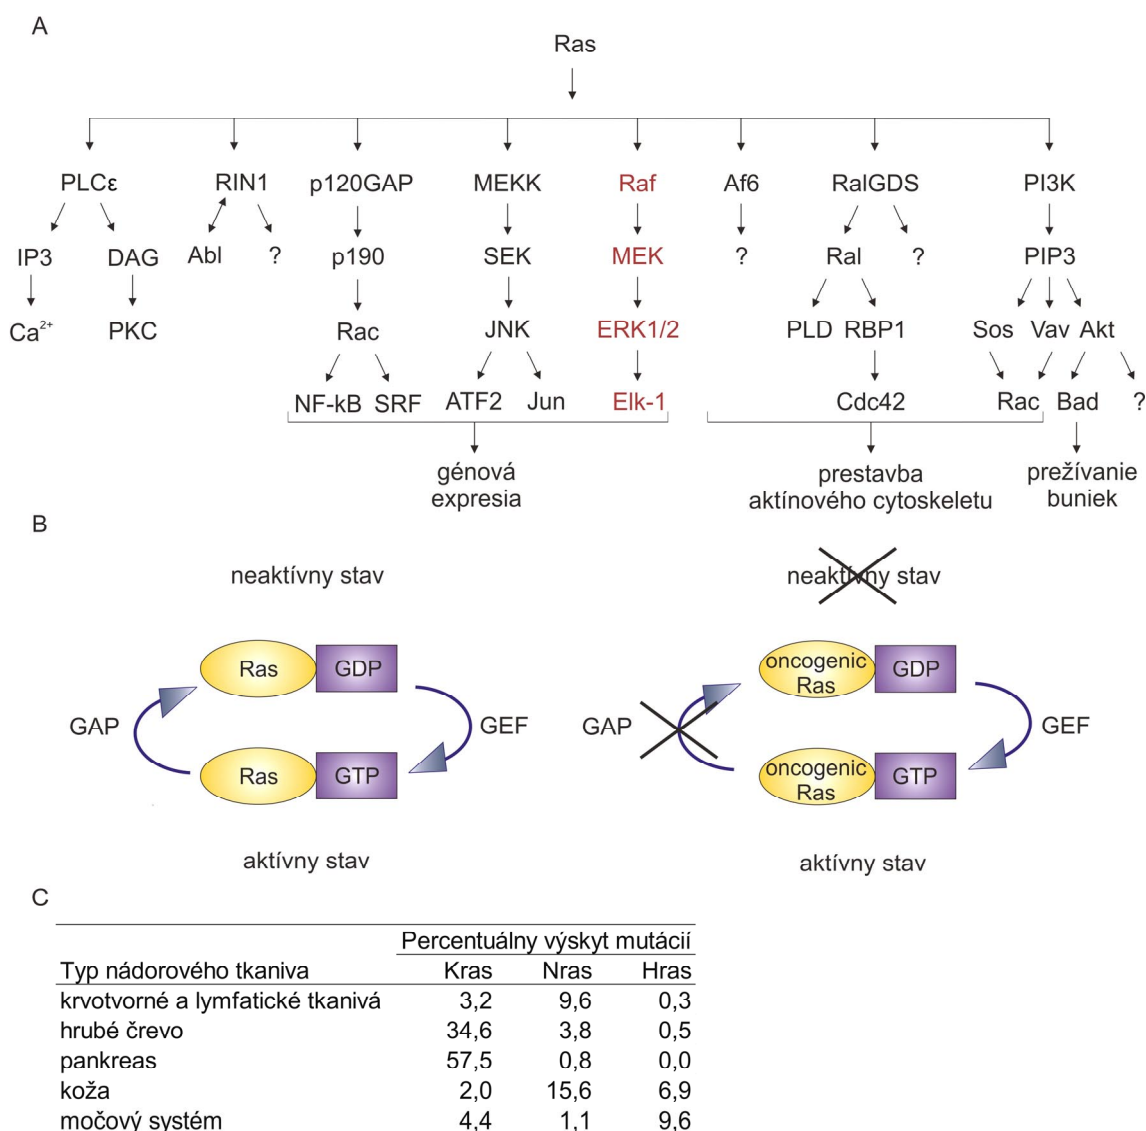 A
Ras
PLCε RIN1 p120GAP MEKK Raf Af6 RalGDS PI3K
IP3 DAG Abl ? p190 SEK MEK ? Ral ? PIP3
Ca²⁺ PKC Rac JNK ERK1/2 PLD RBP1 Sos Vav Akt
NF-kB SRF ATF2 Jun Elk-1 Cdc42 Rac Bad ?
génová
expresia
prestavba
aktínového cytoskeletu
prežívanie
buniek
B
neaktívny stav
Ras GDP
GAP GEF
Ras GTP
aktívny stav
neaktívny stav
oncogenic
Ras
GDP
GAP GEF
oncogenic
Ras
GTP
aktívny stav
C
Percentuálny výskyt mutácií
Typ nádorového tkaniva Kras Nras Hras
krvotvorné a lymfatické tkanivá 3,2 9,6 0,3
hrubé črevo 34,6 3,8 0,5
pankreas 57,5 0,8 0,0
koža 2,0 15,6 6,9
močový systém 4,4 1,1 9,6